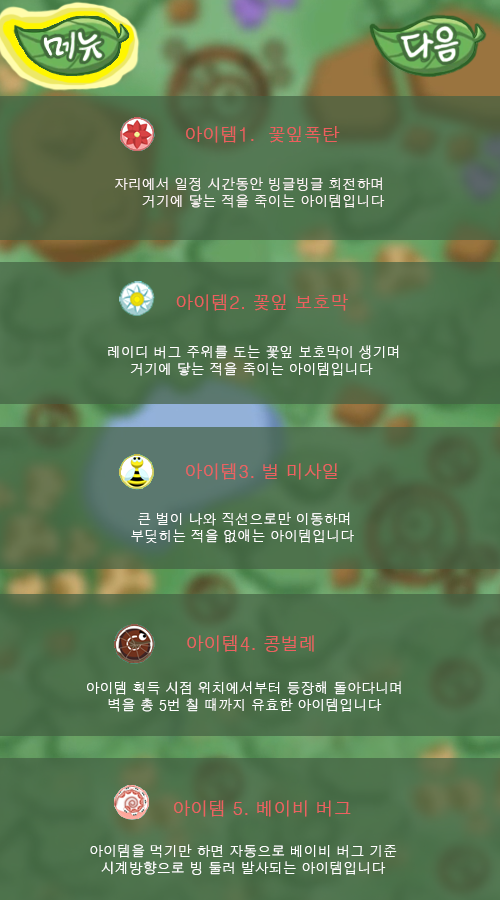 메뉴
다음
아이템1. 꽃잎폭탄
자리에서 일정 시간동안 빙글빙글 회전하며
거기에 닿는 적을 죽이는 아이템입니다
아이템2. 꽃잎 보호막
레이디 버그 주위를 도는 꽃잎 보호막이 생기며
거기에 닿는 적을 죽이는 아이템입니다
아이템3. 벌 미사일
큰 벌이 나와 직선으로만 이동하며
부딪히는 적을 없애는 아이템입니다
아이템4. 콩벌레
아이템 획득 시점 위치에서부터 등장해 돌아다니며
벽을 총 5번 칠 때까지 유효한 아이템입니다
아이템 5. 베이비 버그
아이템을 먹기만 하면 자동으로 베이비 버그 기준
시계방향으로 빙 둘러 발사되는 아이템입니다